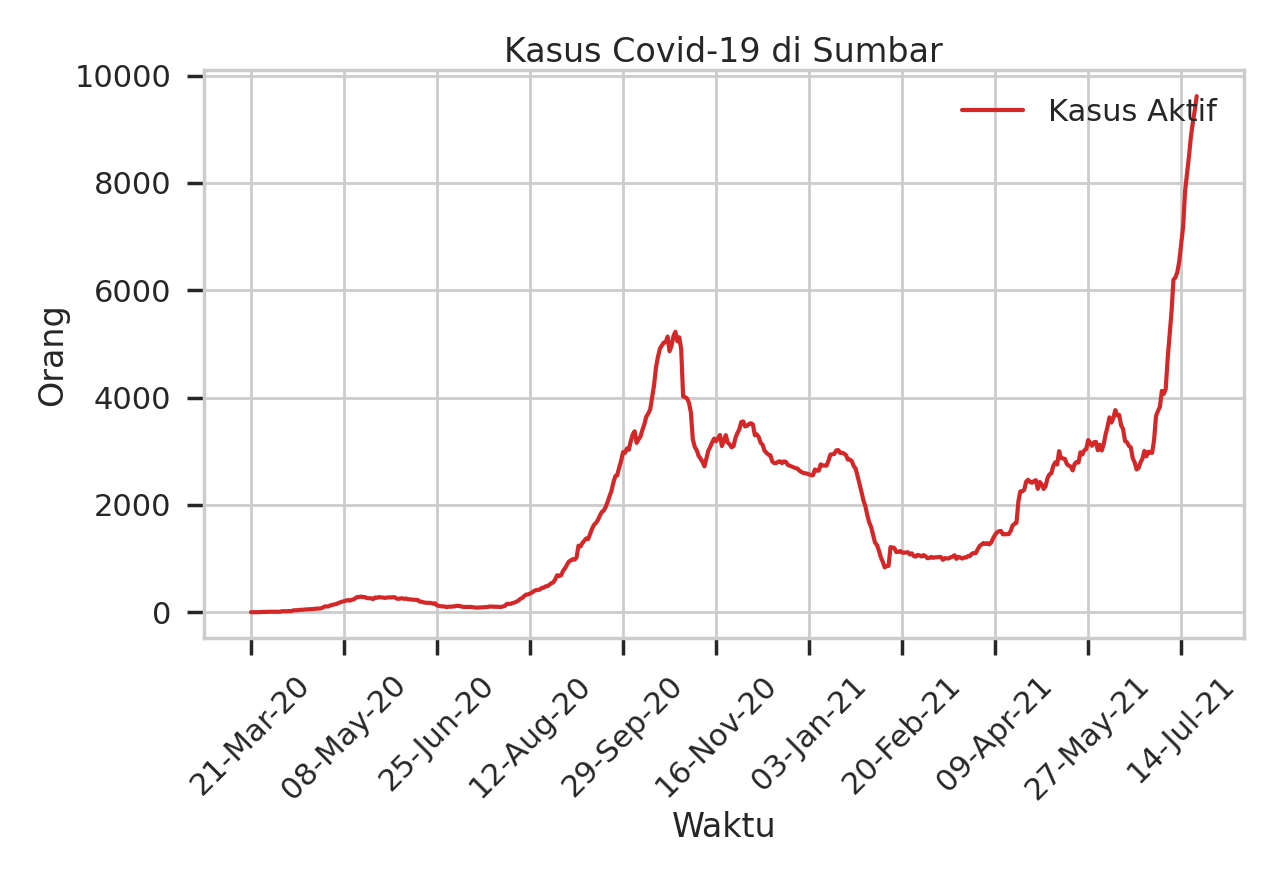 Kasus Covid-19 di Sumbar
10000
8000
6000
4000
2000
0
Orang
Kasus Aktif
21-Mar-20
08-May-20
25-Jun-20
12-Aug-20
29-Sep-20
16-Nov-20
03-Jan-21
20-Feb-21
09-Apr-21
27-May-21
14-Jul-21
Waktu